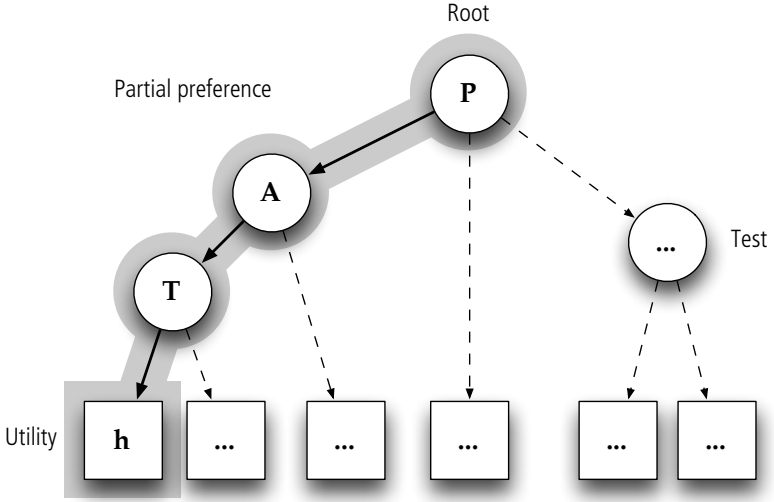 Root
Partial preference
P
A
...
Test
T
Utility
h
...
...
...
...
...